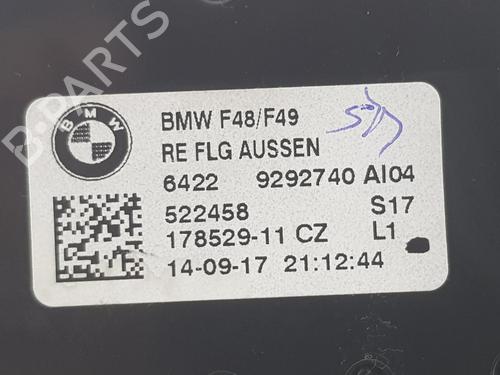 BMW
BMW F48/F49
RE FLG AUSSEN
6422 9292740 AI04
522458 S17
178529-11 CZ L1
14-09-17 21:12:44
B-PARTS